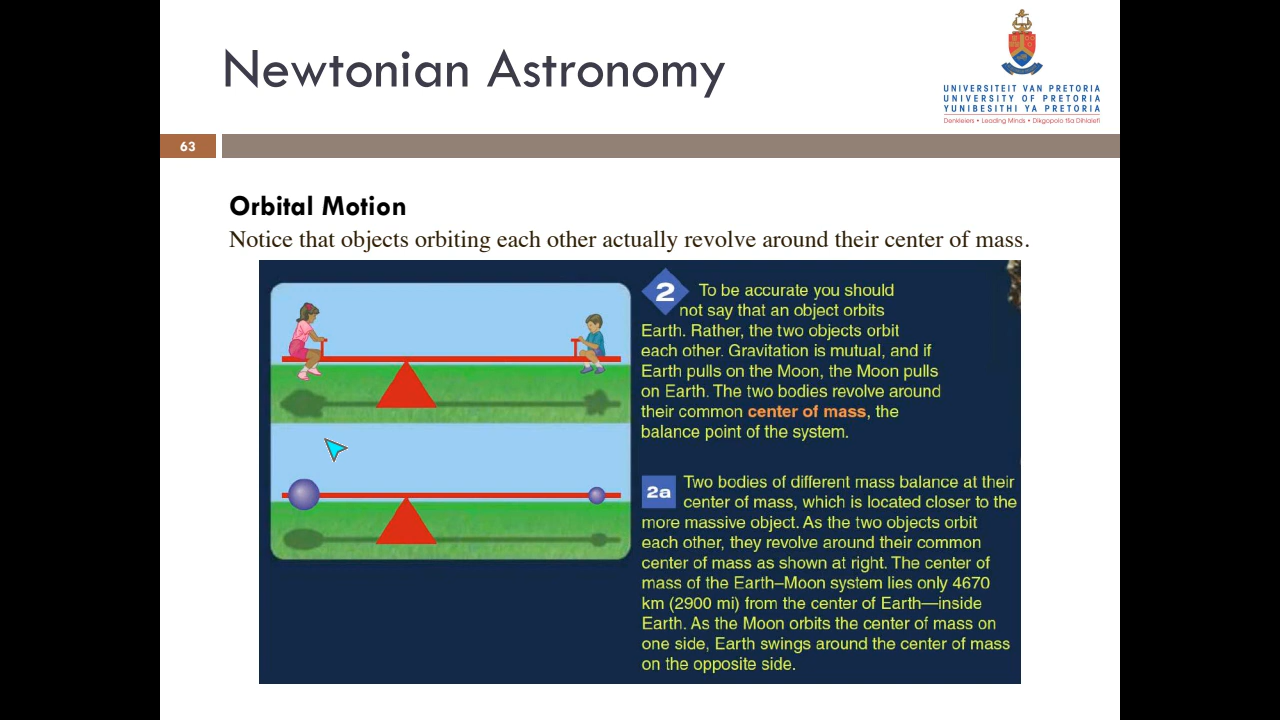 Newtonian Astronomy
UNIVERSITEIT VAN PRETORIA
UNIVERSITY OF PRETORIA
YUNIBESITHI YA PRETORIA
Denkleiers • Leading Minds • Dikgopolo tša Dihlalefi
63
Orbital Motion
Notice that objects orbiting each other actually revolve around their center of mass.
2
To be accurate you should
not say that an object orbits
Earth. Rather, the two objects orbit
each other. Gravitation is mutual, and if
Earth pulls on the Moon, the Moon pulls
on Earth. The two bodies revolve around
their common center of mass, the
balance point of the system.
2a
Two bodies of different mass balance at their
center of mass, which is located closer to the
more massive object. As the two objects orbit
each other, they revolve around their common
center of mass as shown at right. The center of
mass of the Earth–Moon system lies only 4670
km (2900 mi) from the center of Earth—inside
Earth. As the Moon orbits the center of mass on
one side, Earth swings around the center of mass
on the opposite side.